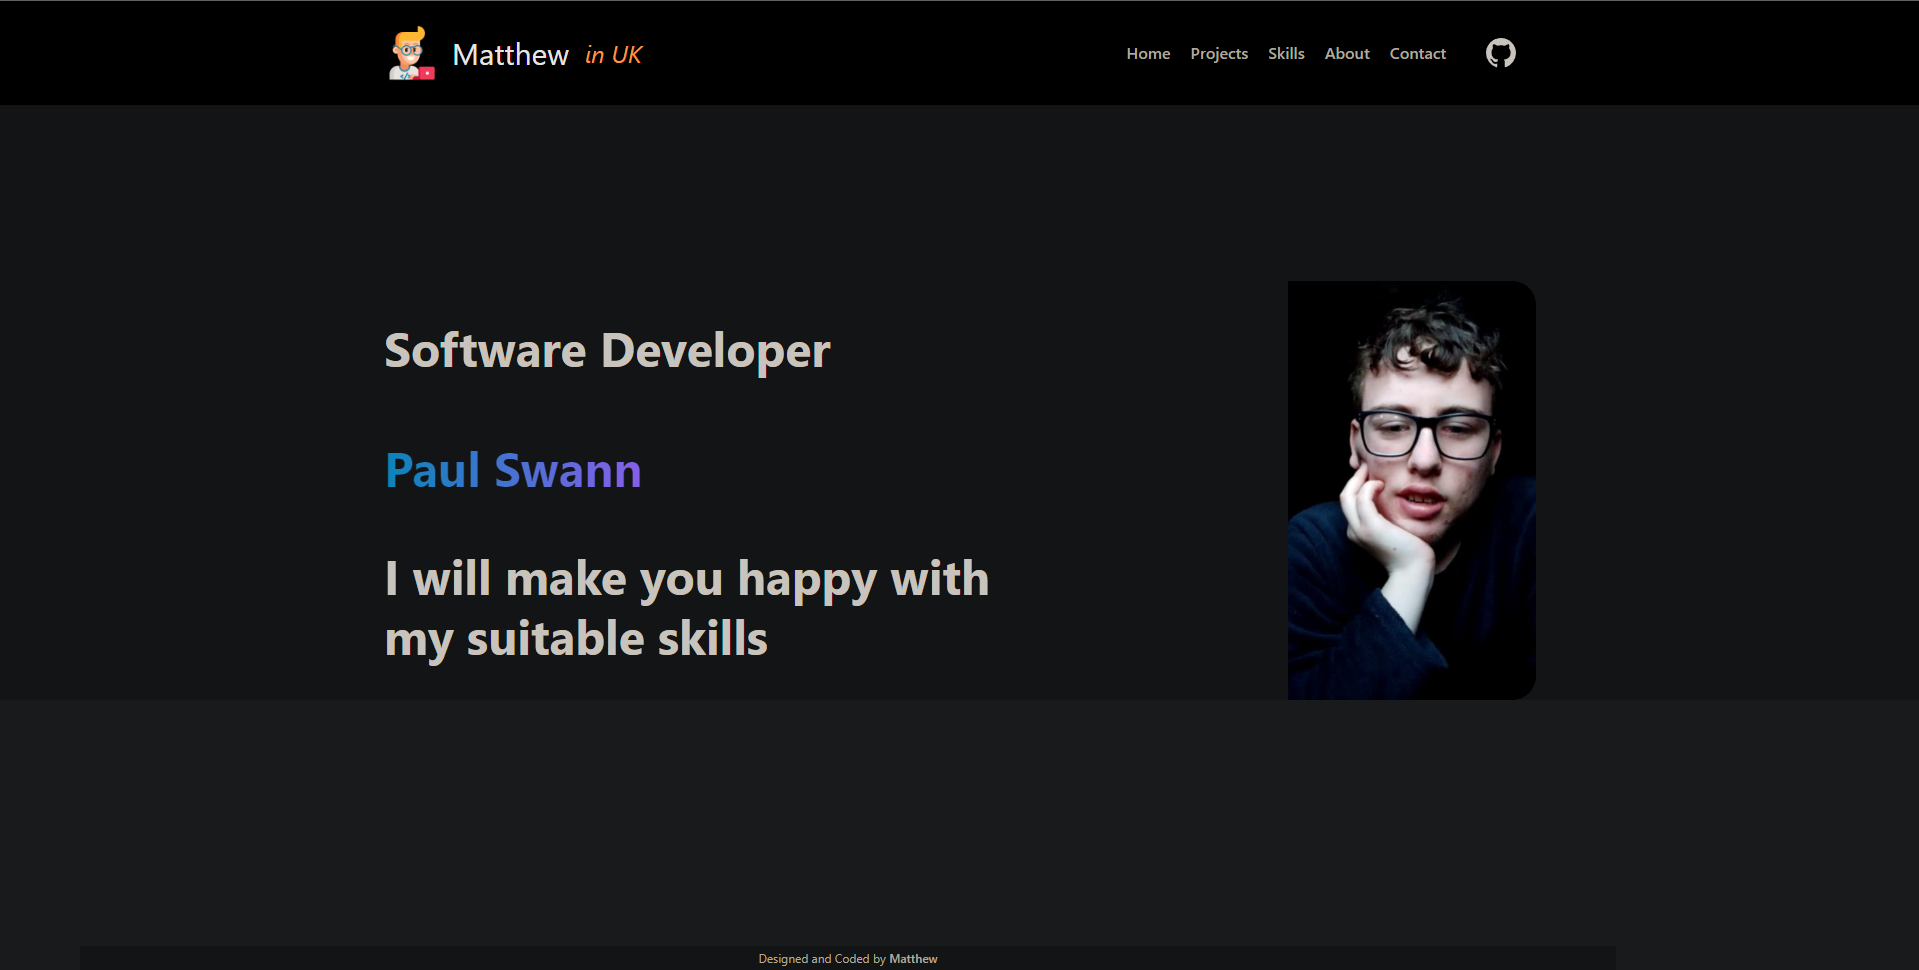 Matthew in UK
Home Projects Skills About Contact
Software Developer
Paul Swann
I will make you happy with
my suitable skills
Designed and Coded by Matthew